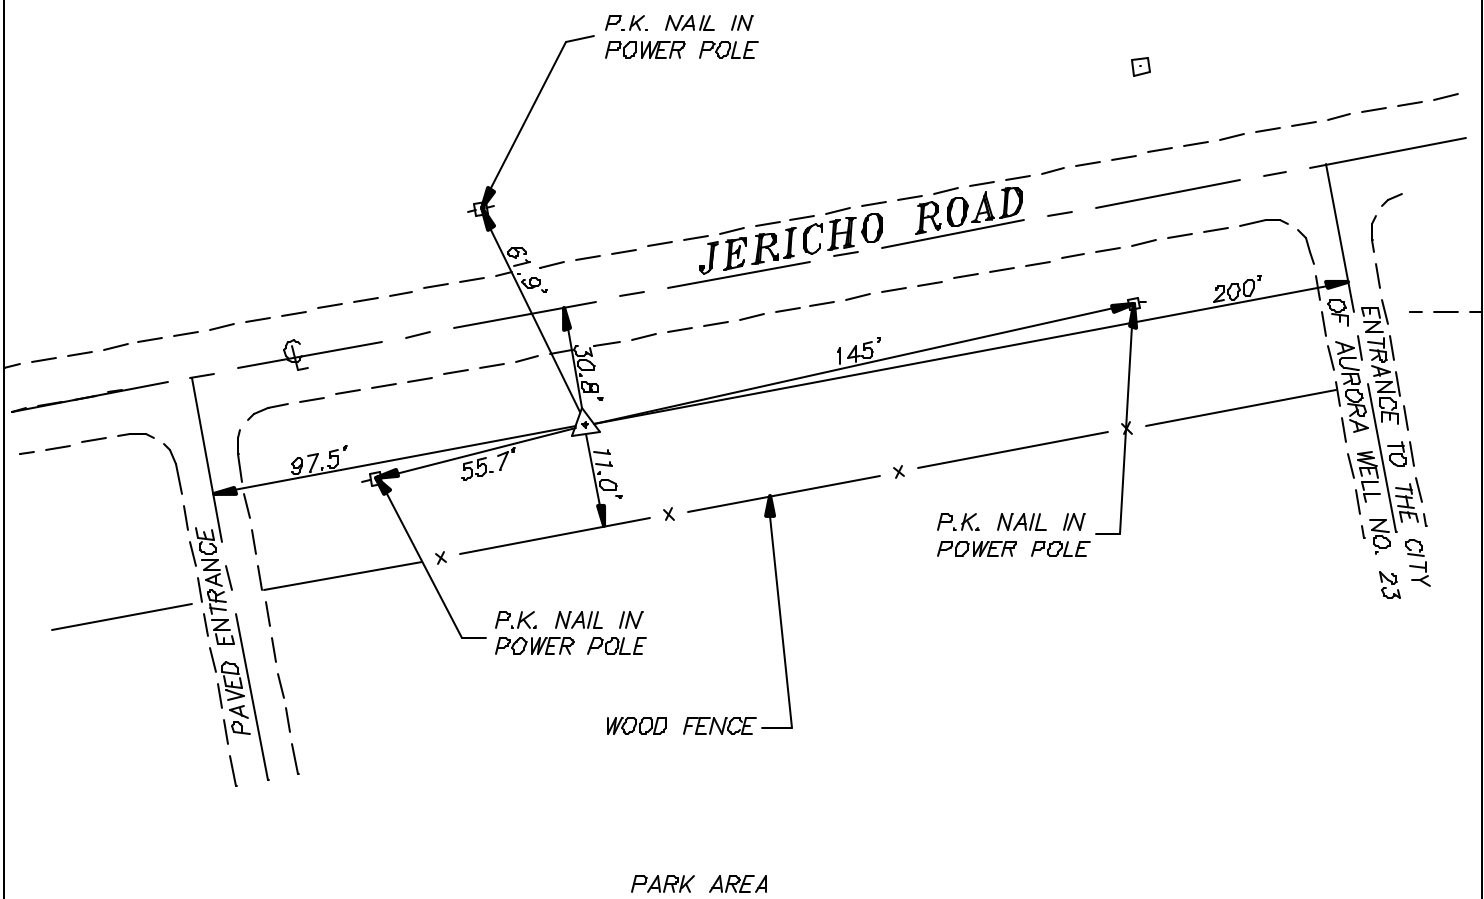 P.K. NAIL IN
POWER POLE
JERICHO ROAD
61.9'
200'
30.8'
145'
℄
97.5'
55.7'
11.0'
ENTRANCE TO THE CITY
OF AURORA WELL NO. 23
P.K. NAIL IN
POWER POLE
PAVED ENTRANCE
P.K. NAIL IN
POWER POLE
WOOD FENCE
PARK AREA